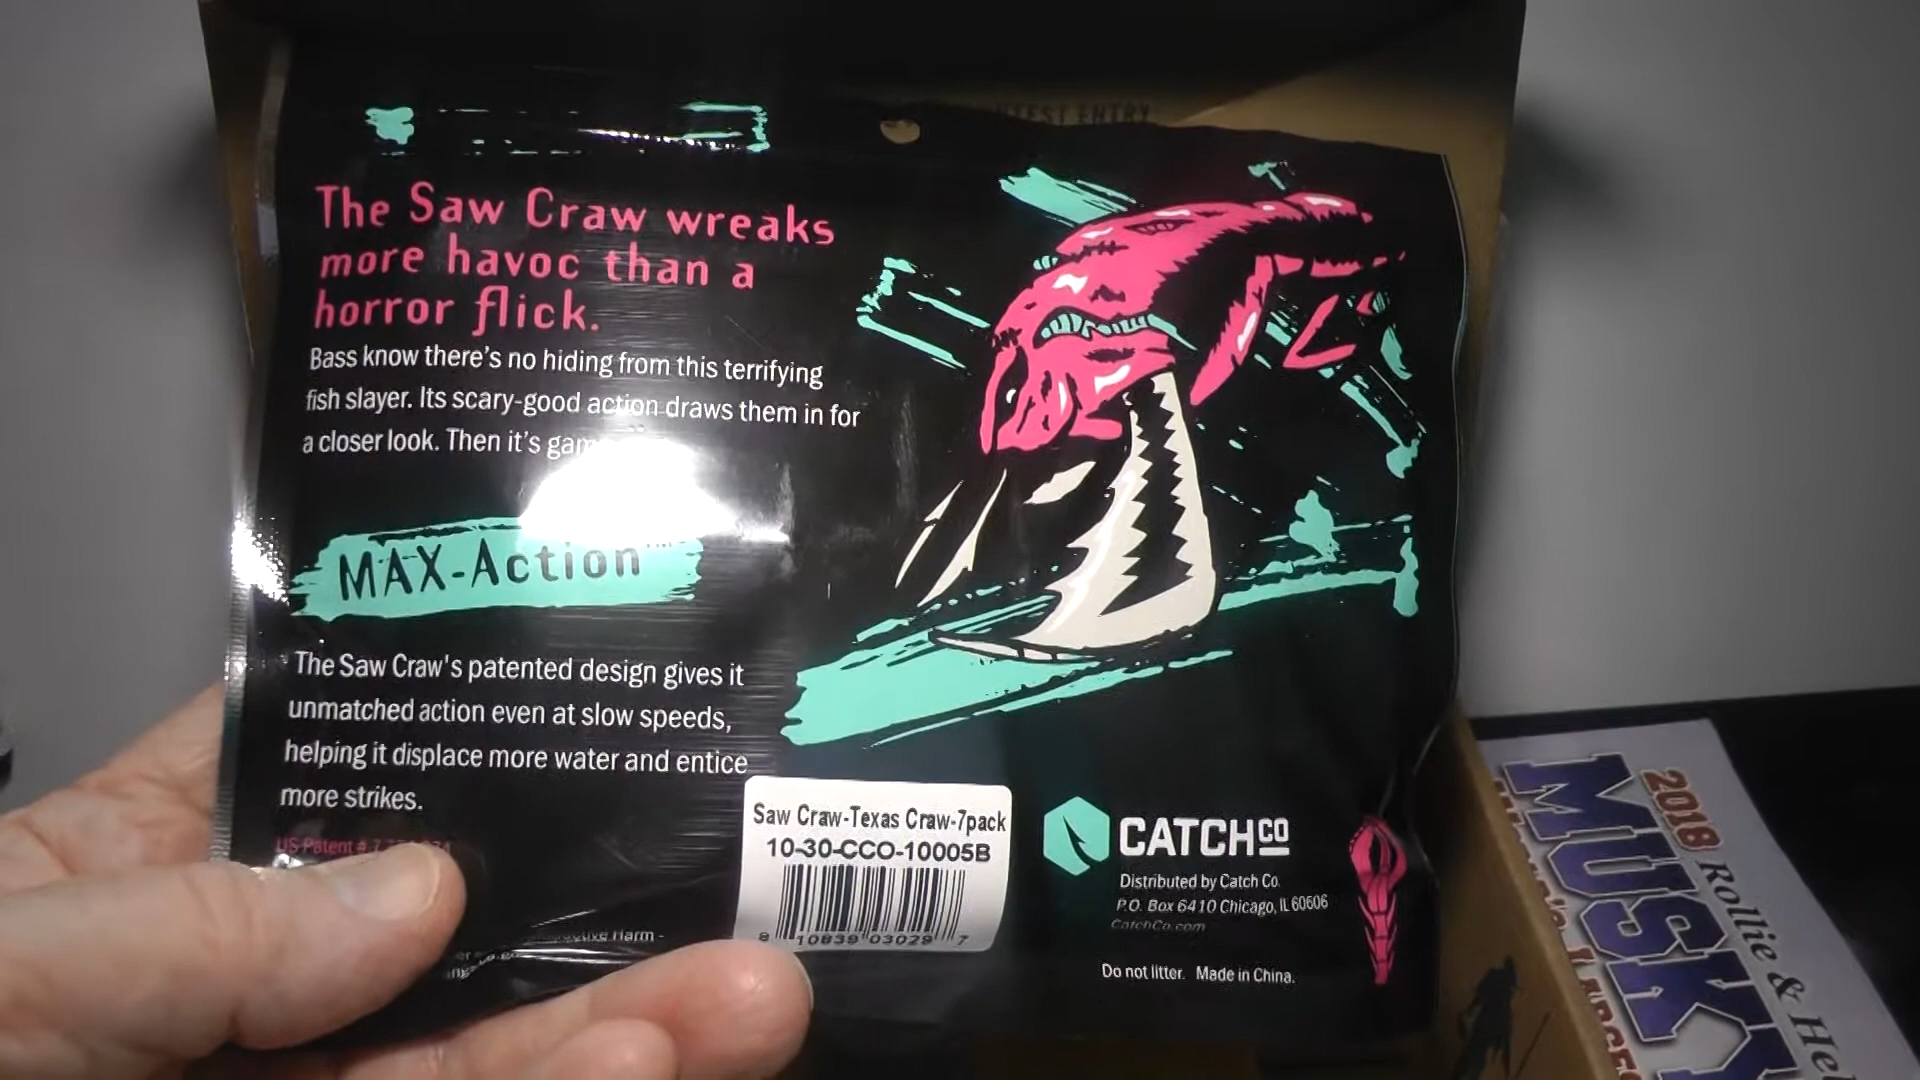 TEST ENTRY
The Saw Craw wreaks
more havoc than a
horror flick.
Bass know there's no hiding from this terrifying
fish slayer. Its scary-good action draws them in for
a closer look. Then it's
MAX-Action
The Saw Craw's patented design gives it
unmatched action even at slow speeds,
helping it displace more water and entice
more strikes.
US Patent #
Harm -
Saw Craw-Texas Craw-7pack
10-30-CCO-10005B
8 10839 03029 7
CATCHCO
Distributed by Catch Co.
P.O. Box 6410 Chicago, IL 60606
CatchCo.com
Do not litter. Made in China.
2018 Rollie &
MUSKY